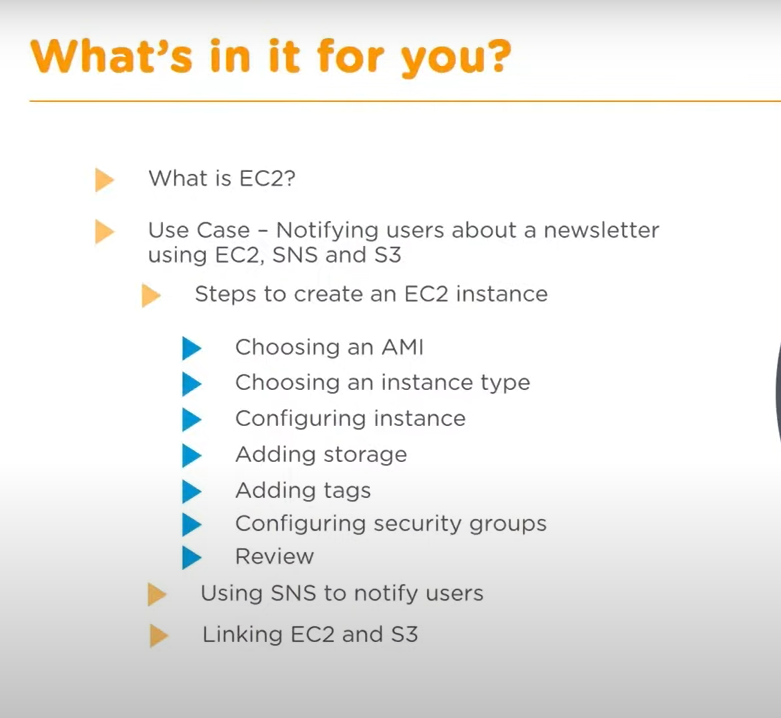 What's in it for you?
What is EC2?
Use Case – Notifying users about a newsletter
using EC2, SNS and S3
Steps to create an EC2 instance
Choosing an AMI
Choosing an instance type
Configuring instance
Adding storage
Adding tags
Configuring security groups
Review
Using SNS to notify users
Linking EC2 and S3